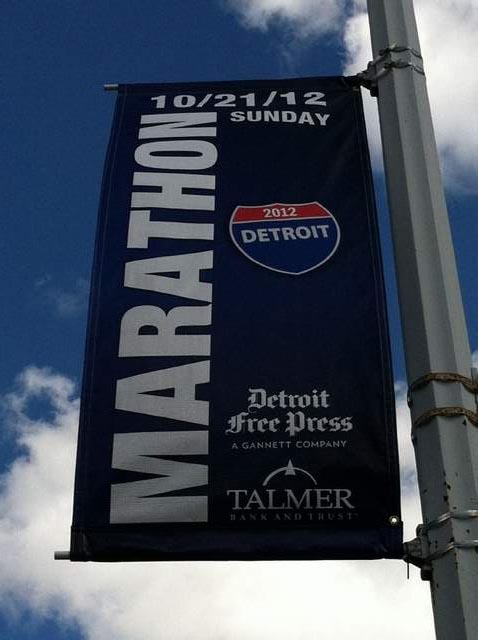 10/21/12
SUNDAY
MARATHON
2012
DETROIT
Detroit
Free Press
A GANNETT COMPANY
TALMER
BANK AND TRUST